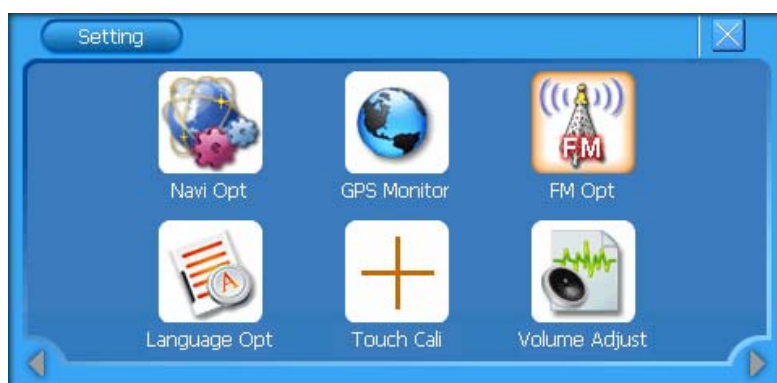 Setting
FM
Navi Opt
GPS Monitor
FM Opt
A
Language Opt
Touch Cali
Volume Adjust